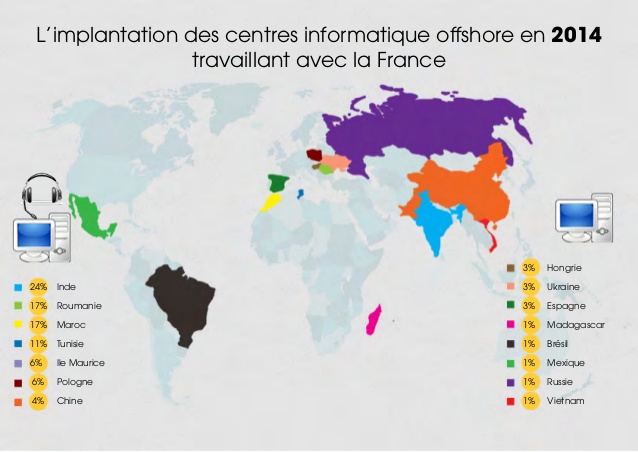 L'implantation des centres informatique offshore en 2014
travaillant avec la France
24% Inde
17% Roumanie
17% Maroc
11% Tunisie
6% Ile Maurice
6% Pologne
4% Chine
3% Hongrie
3% Ukraine
3% Espagne
1% Madagascar
1% Brésil
1% Mexique
1% Russie
1% Vietnam